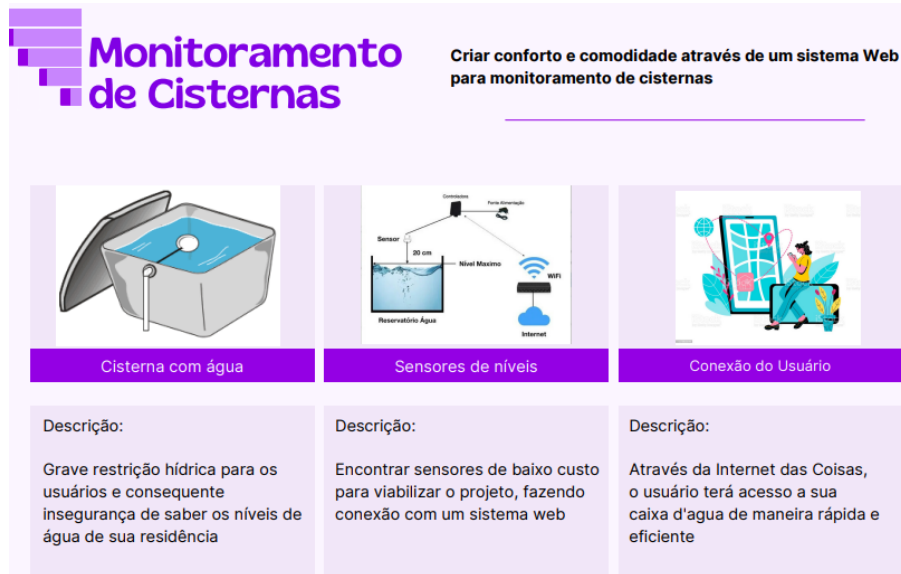 Monitoramento
de Cisternas
Criar conforto e comodidade através de um sistema Web
para monitoramento de cisternas
Controladora
Fonte Alimentação
Sensor
20 cm
Nível Maximo
WiFi
Reservatório Água
Internet
Cisterna com água
Sensores de níveis
Conexão do Usuário
Descrição:
Grave restrição hídrica para os
usuários e consequente
insegurança de saber os níveis de
água de sua residência
Descrição:
Encontrar sensores de baixo custo
para viabilizar o projeto, fazendo
conexão com um sistema web
Descrição:
Através da Internet das Coisas,
o usuário terá acesso a sua
caixa d'agua de maneira rápida e
eficiente